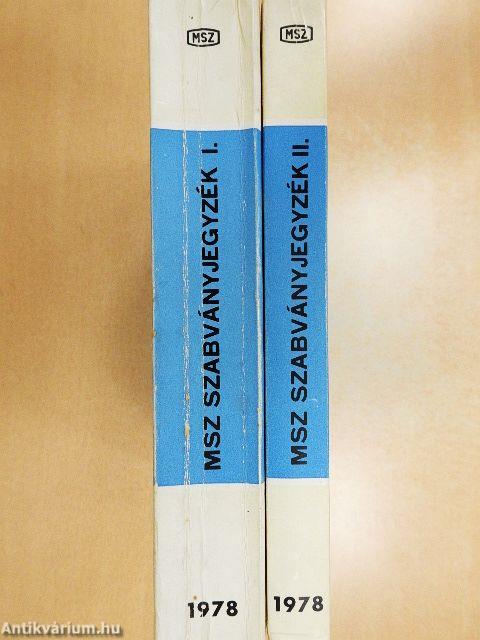 MSZ
MSZ SZABVÁNYJEGYZÉK I.
1978
MSZ
MSZ SZABVÁNYJEGYZÉK II.
1978
Antikvárium.hu